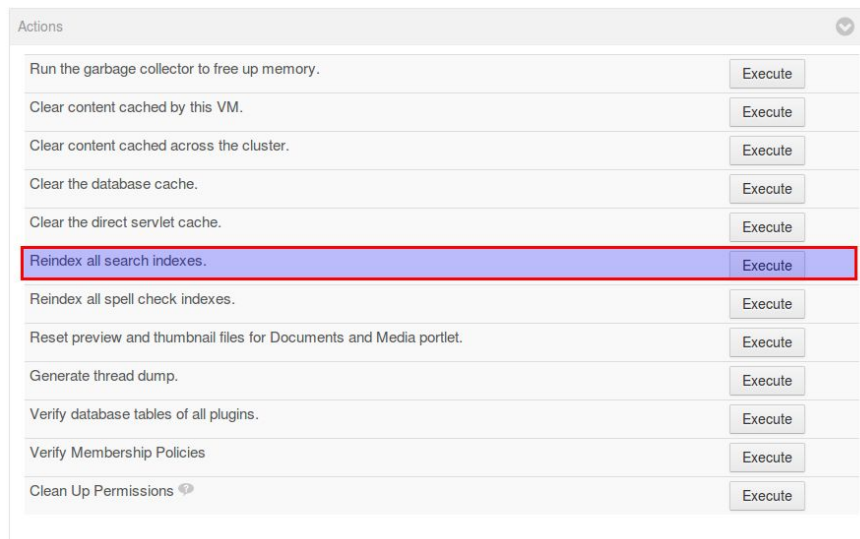 Actions
Run the garbage collector to free up memory. Execute
Clear content cached by this VM. Execute
Clear content cached across the cluster. Execute
Clear the database cache. Execute
Clear the direct servlet cache. Execute
Reindex all search indexes. Execute
Reindex all spell check indexes. Execute
Reset preview and thumbnail files for Documents and Media portlet. Execute
Generate thread dump. Execute
Verify database tables of all plugins. Execute
Verify Membership Policies Execute
Clean Up Permissions ? Execute